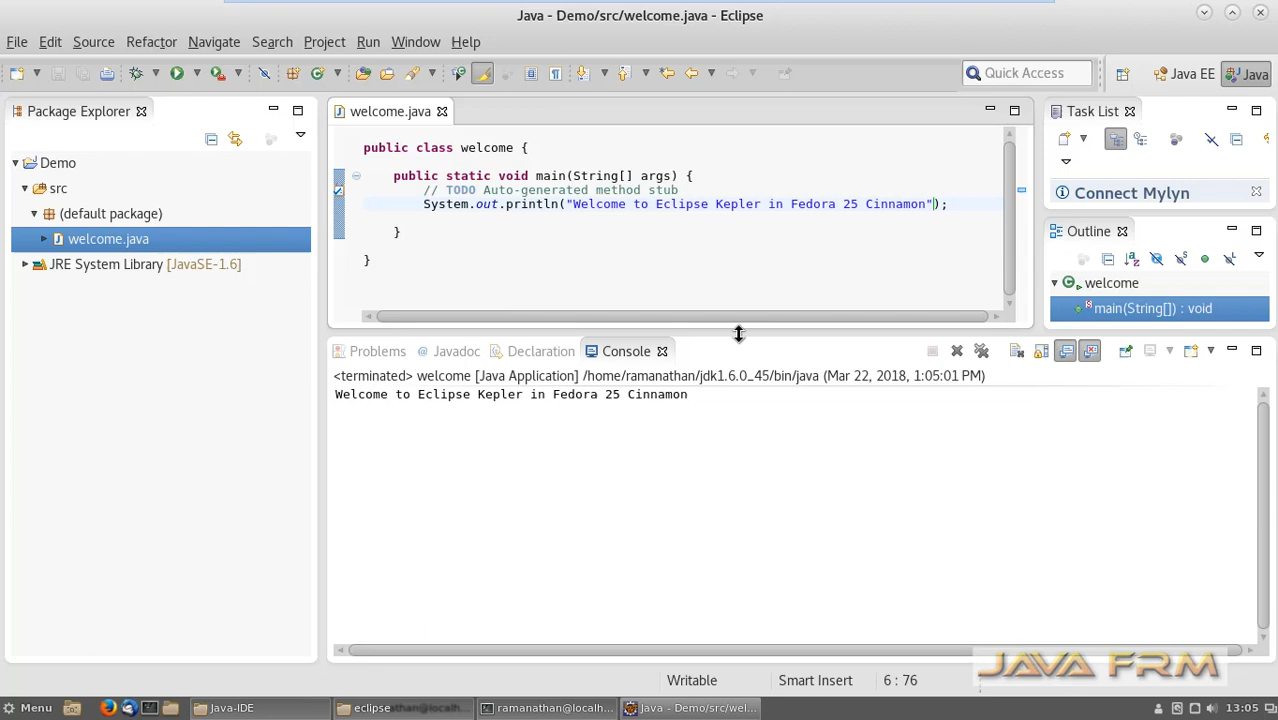 Java - Demo/src/welcome.java - Eclipse
File Edit Source Refactor Navigate Search Project Run Window Help
Quick Access
Java EE
Java
Package Explorer
Demo
src
(default package)
welcome.java
JRE System Library [JavaSE-1.6]
welcome.java
public class welcome {
public static void main(String[] args) {
// TODO Auto-generated method stub
System.out.println("Welcome to Eclipse Kepler in Fedora 25 Cinnamon");
}
}
Task List
Connect Mylyn
Outline
welcome
main(String[]) : void
Problems Javadoc Declaration Console
<terminated> welcome [Java Application] /home/ramanathan/jdk1.6.0_45/bin/java (Mar 22, 2018, 1:05:01 PM)
Welcome to Eclipse Kepler in Fedora 25 Cinnamon
Writable Smart Insert 6 : 76
JAVA FRM
Menu Java-IDE eclipse ramanathan@localh... Java - Demo/src/wel... 13:05